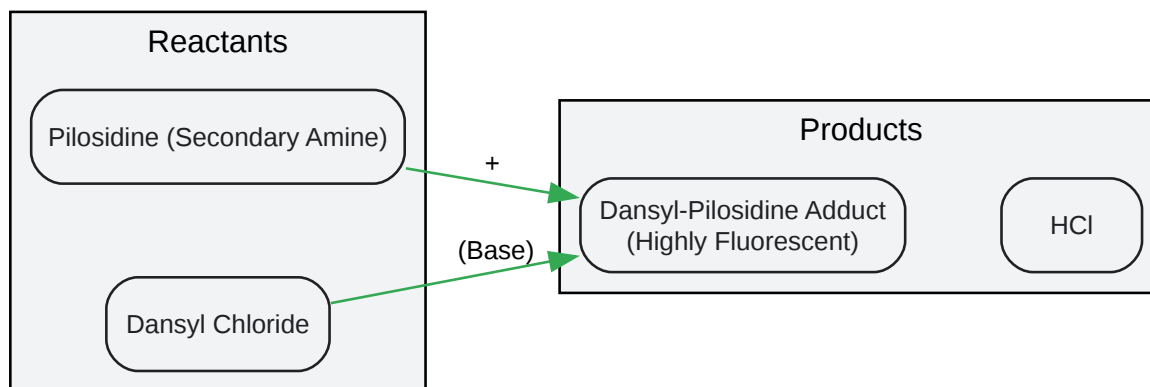 Reactants
Pilosidine (Secondary Amine)
Dansyl Chloride
+
(Base)
Products
Dansyl-Pilosidine Adduct
(Highly Fluorescent)
HCl